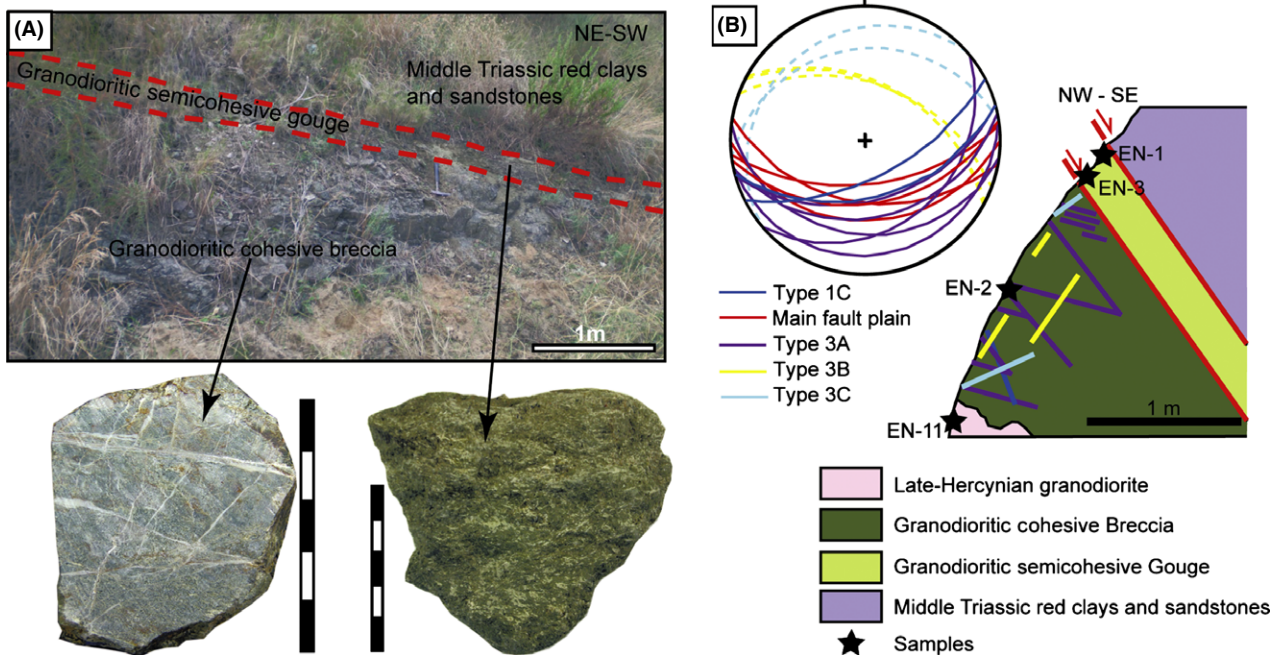 (A)
NE-SW
Granodioritic semicohesive gouge
Middle Triassic red clays
and sandstones
Granodioritic cohesive breccia
1m
(B)
NW - SE
EN-1
EN-3
EN-2
EN-11
1 m
Type 1C
Main fault plain
Type 3A
Type 3B
Type 3C
Late-Hercynian granodiorite
Granodioritic cohesive Breccia
Granodioritic semicohesive Gouge
Middle Triassic red clays and sandstones
Samples